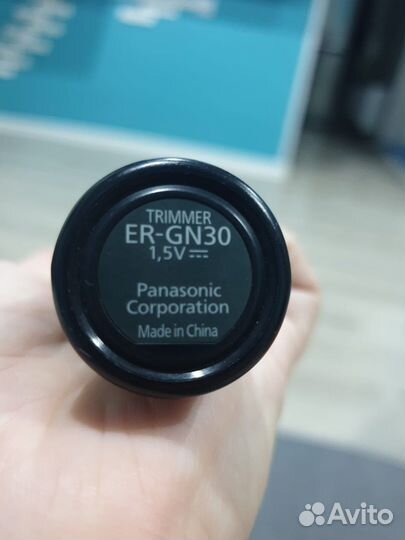 TRIMMER
ER-GN30
1,5V⎓
Panasonic
Corporation
Made in China
Avito